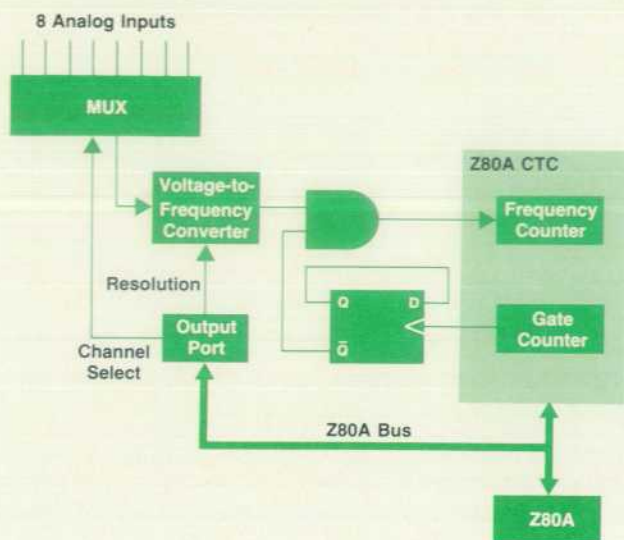 8 Analog Inputs
MUX
Z80A CTC
Voltage-to-
Frequency
Converter
Frequency
Counter
Resolution
Q
D
Gate
Counter
Output
Port
Q̅
Channel
Select
Z80A Bus
Z80A